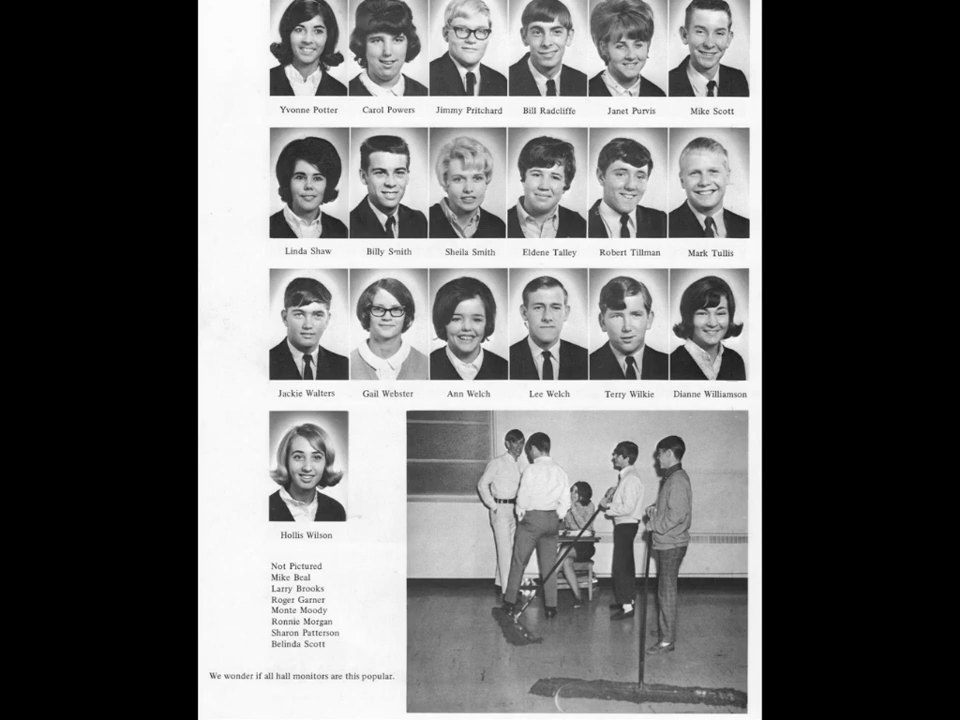 Yvonne Potter Carol Powers Jimmy Pritchard Bill Radcliffe Janet Purvis Mike Scott
Linda Shaw Billy Smith Sheila Smith Eldene Talley Robert Tillman Mark Tullis
Jackie Walters Gail Webster Ann Welch Lee Welch Terry Wilkie Dianne Williamson
Hollis Wilson
Not Pictured
Mike Beal
Larry Brooks
Roger Garner
Monte Moody
Ronnie Morgan
Sharon Patterson
Belinda Scott
We wonder if all hall monitors are this popular.